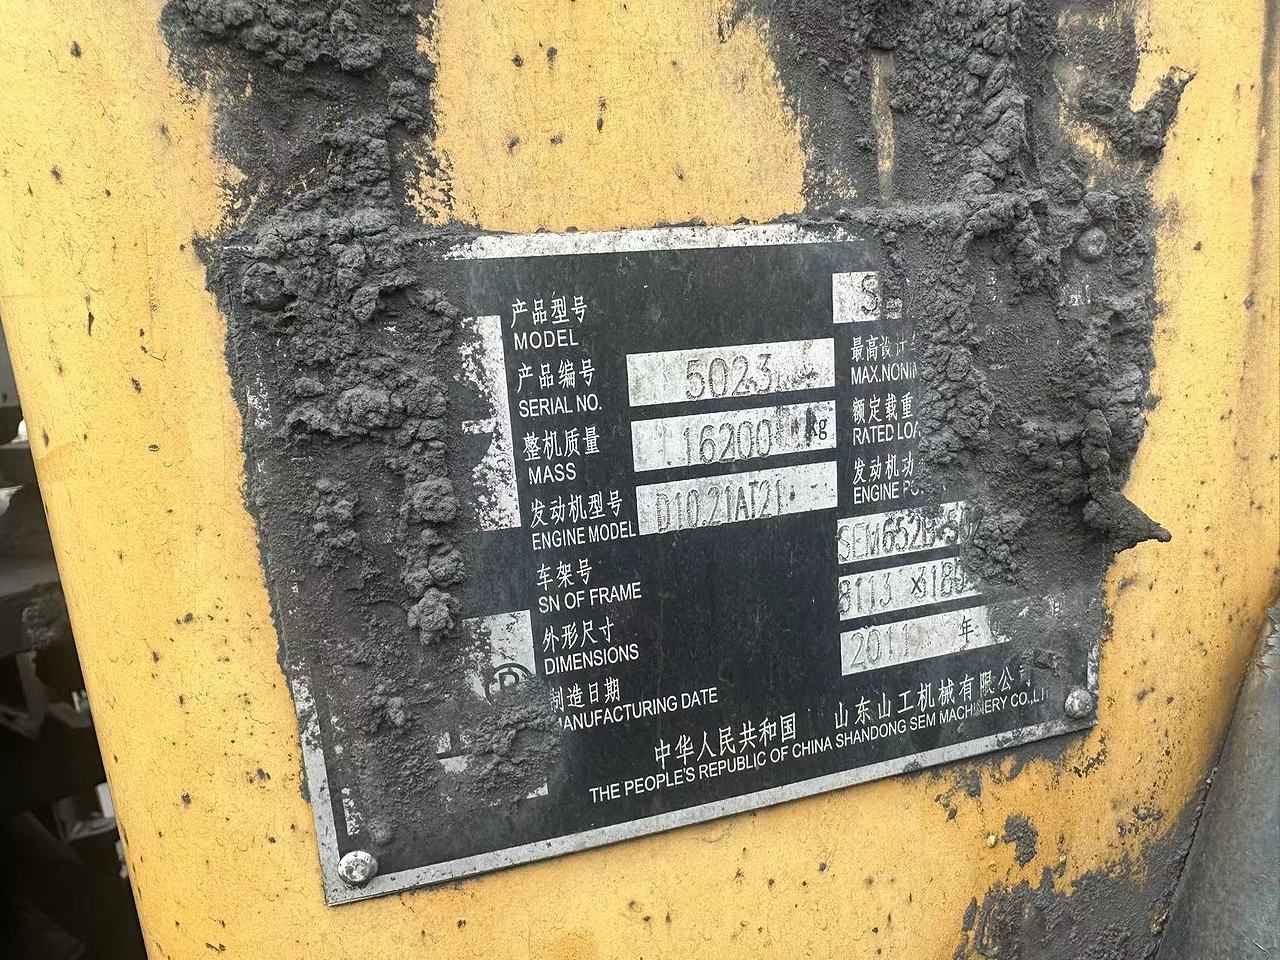 产品型号
MODEL
产品编号 5023
SERIAL NO.
整机质量 16200 kg
MASS
发动机型号 D10.21AT21
ENGINE MODEL
车架号
SN OF FRAME
外形尺寸
DIMENSIONS
制造日期
MANUFACTURING DATE
最高设计
MAX.
额定载重
RATED
发动机功
ENGINE
SEM652B
8113 ×
2011 年
中华人民共和国 山东山工机械有限公司
THE PEOPLE'S REPUBLIC OF CHINA SHANDONG SEM MACHINERY CO.,LTD